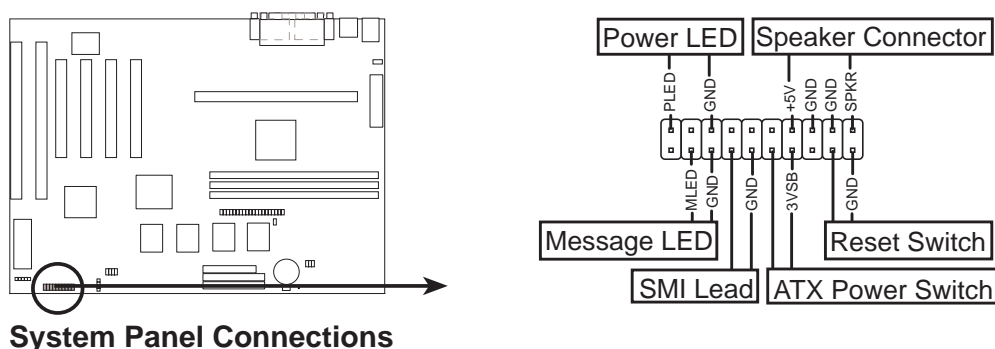 Power LED
Speaker Connector
PLED
GND
+5V
GND
GND
SPKR
MLED
GND
GND
3VSB
GND
Message LED
Reset Switch
SMI Lead
ATX Power Switch
System Panel Connections